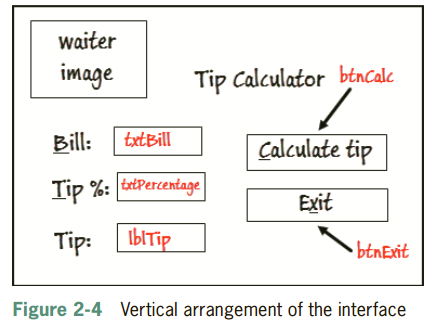 waiter
image
Tip Calculator btnCalc
Bill: txtBill
Calculate tip
Tip %: txtPercentage
Exit
Tip: lblTip
btnExit
Figure 2-4 Vertical arrangement of the interface